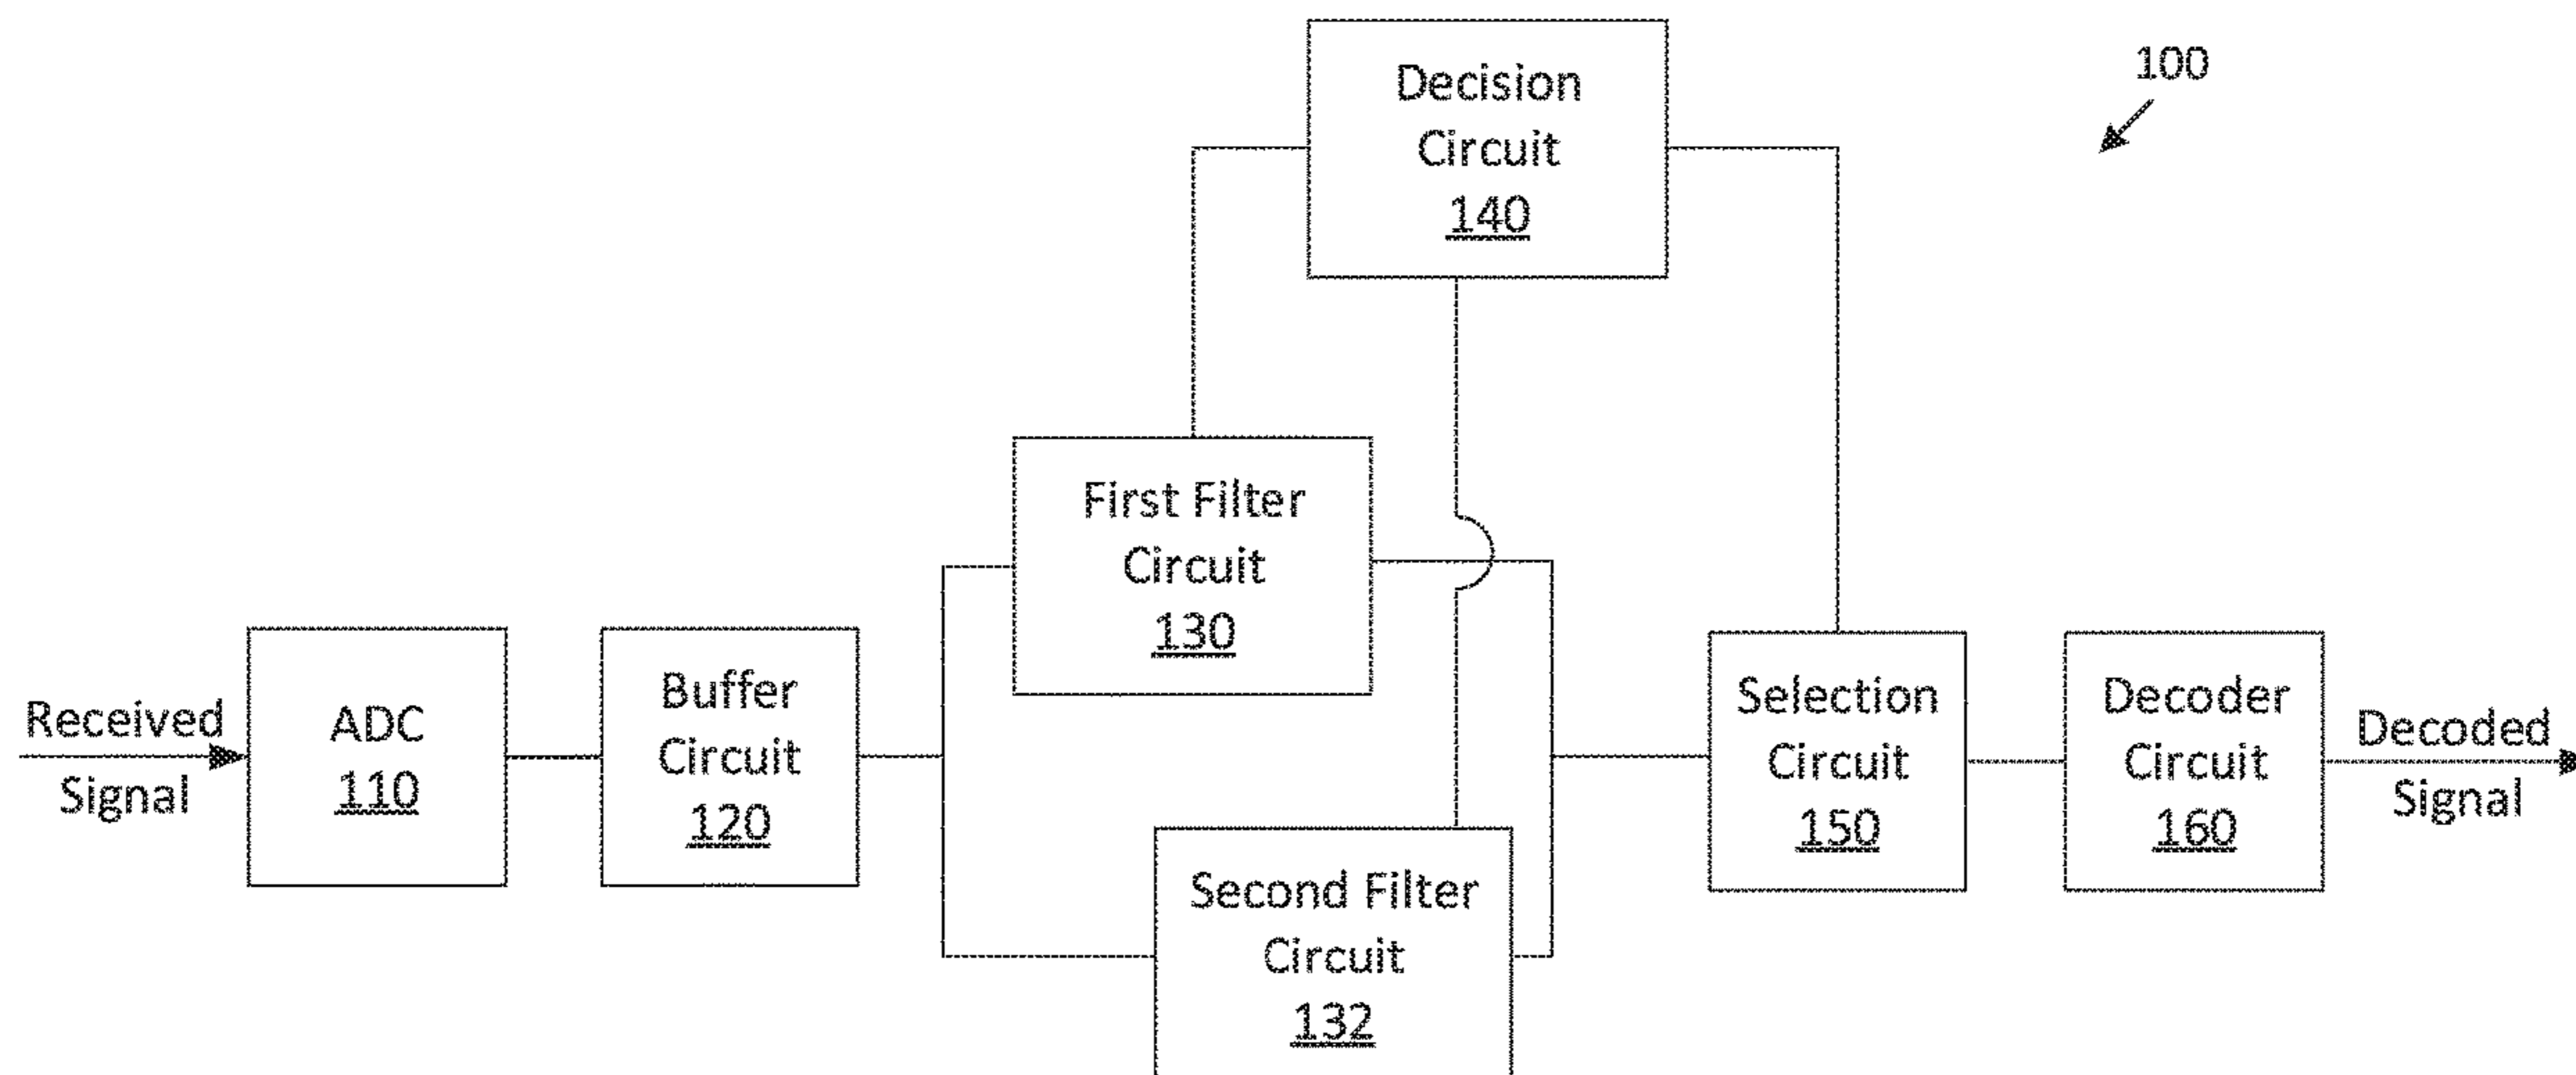 100
Decision
Circuit
140
First Filter
Circuit
130
Received
Signal
ADC
110
Buffer
Circuit
120
Second Filter
Circuit
132
Selection
Circuit
150
Decoder
Circuit
160
Decoded
Signal